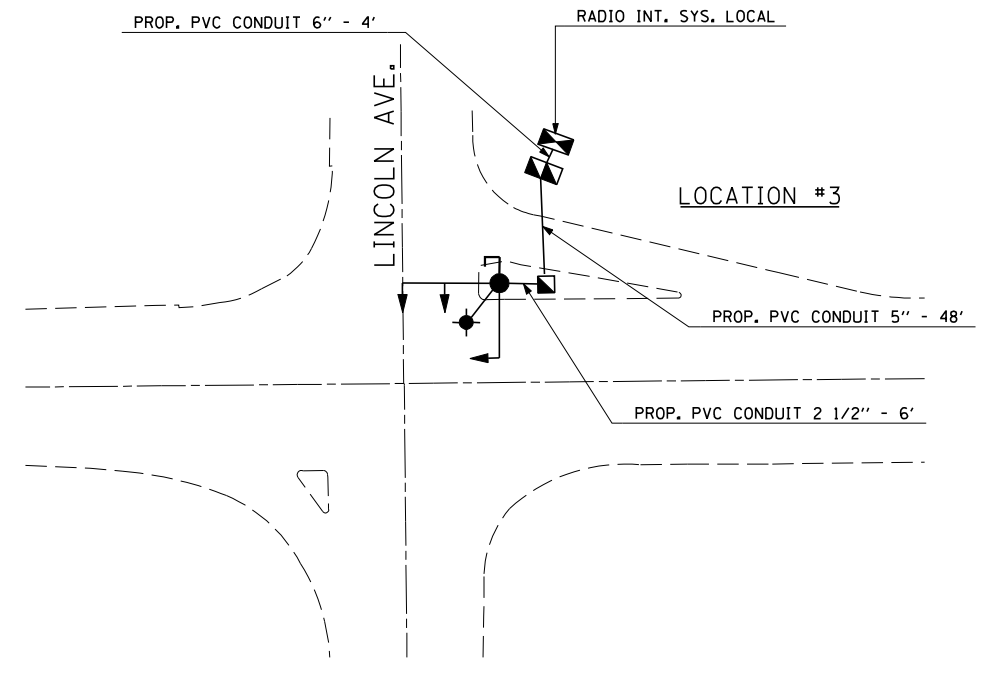 PROP. PVC CONDUIT 6'' - 4'
RADIO INT. SYS. LOCAL
LINCOLN AVE.
LOCATION #3
PROP. PVC CONDUIT 5'' - 48'
PROP. PVC CONDUIT 2 1/2'' - 6'